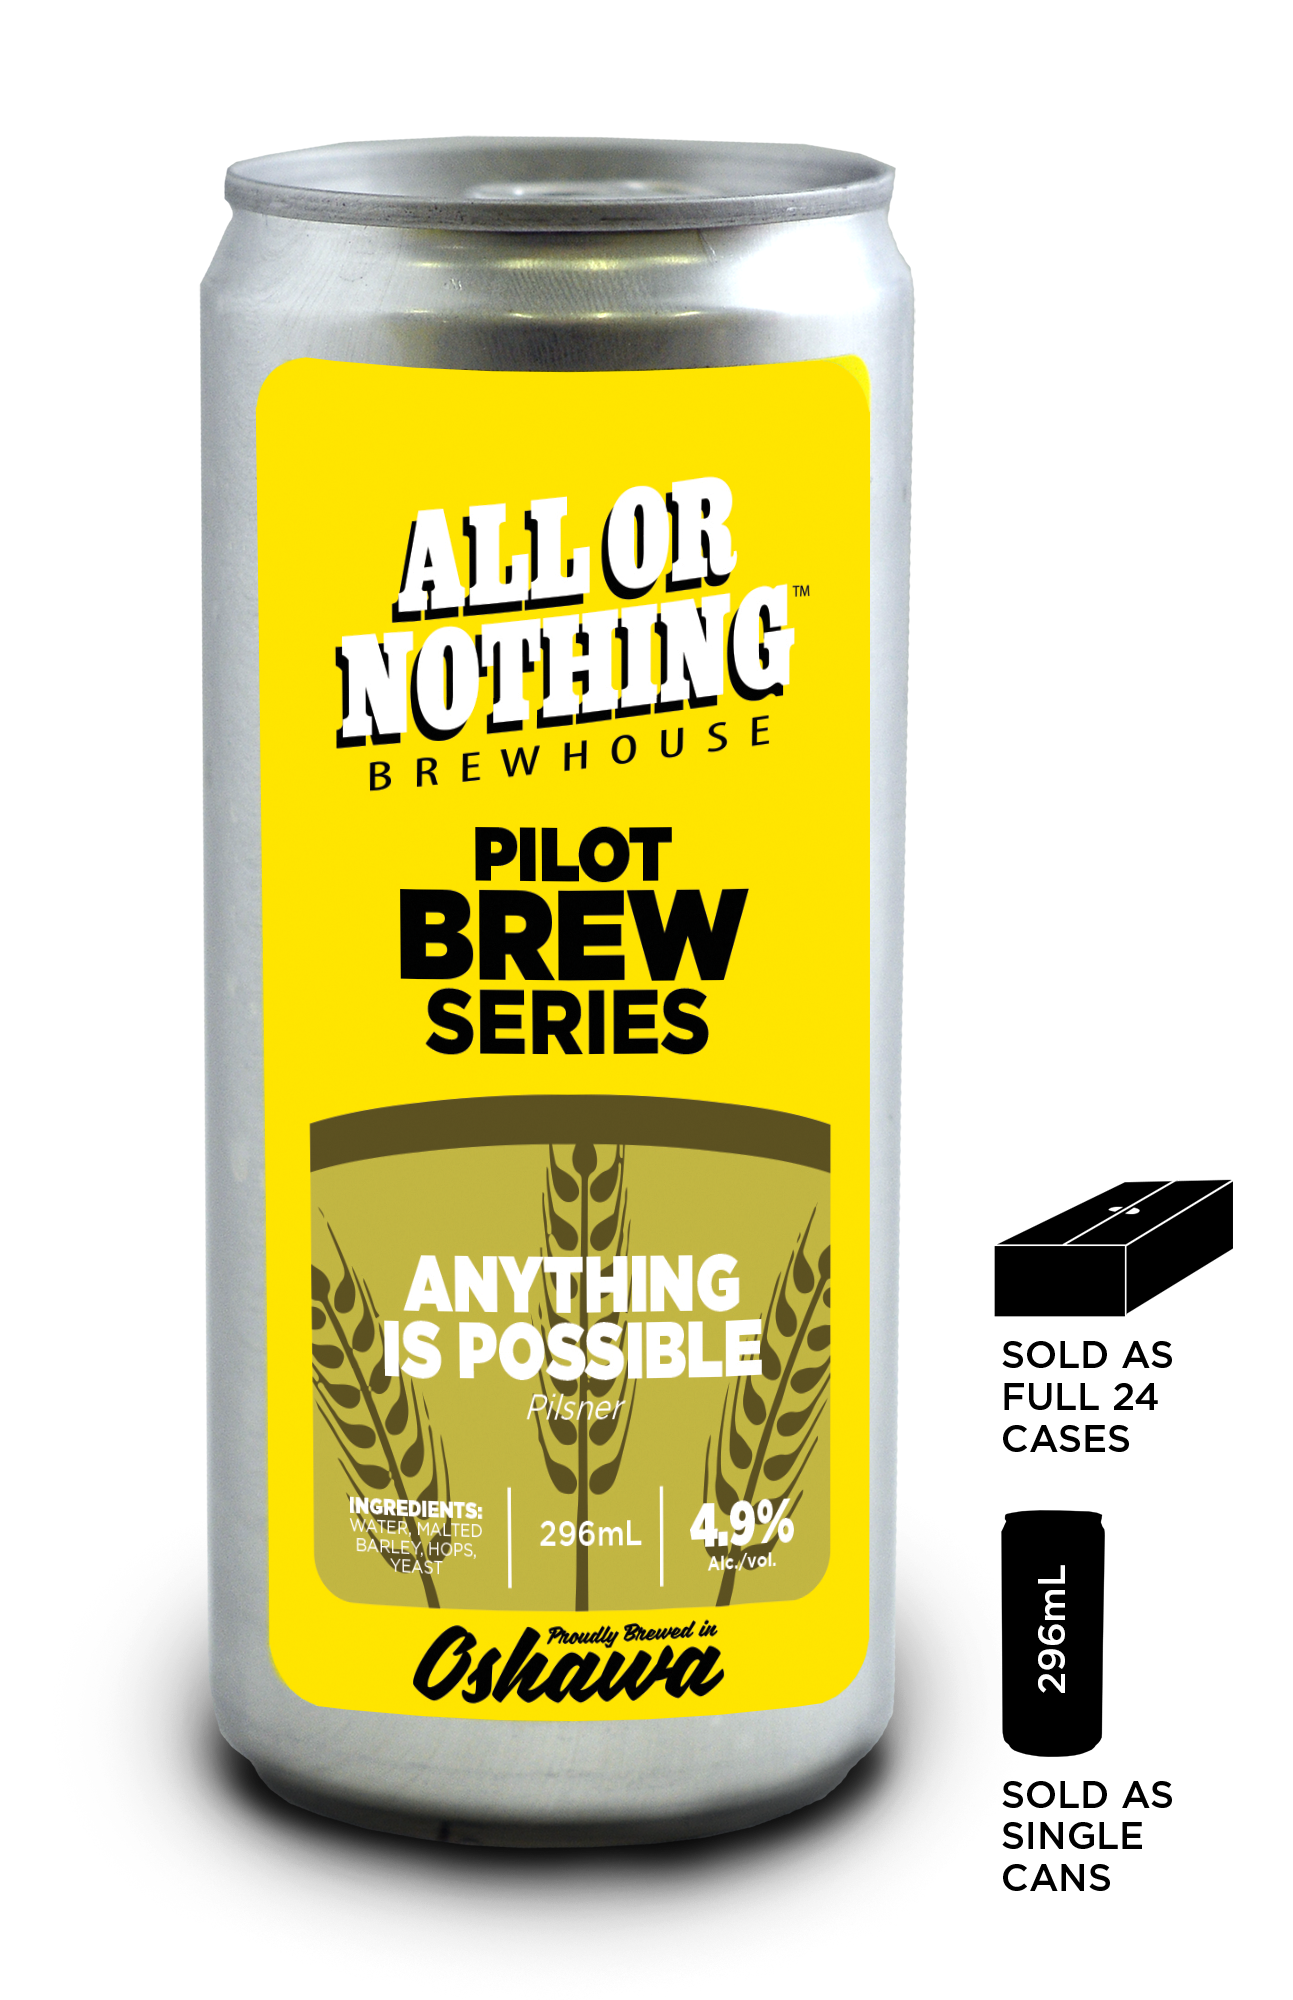 ALL OR
NOTHING™
BREWHOUSE
PILOT
BREW
SERIES
ANYTHING
IS POSSIBLE
Pilsner
INGREDIENTS:
WATER, MALTED
BARLEY, HOPS,
YEAST
296mL
4.9%
Alc./vol.
Proudly Brewed in
Oshawa
SOLD AS
FULL 24
CASES
296mL
SOLD AS
SINGLE
CANS